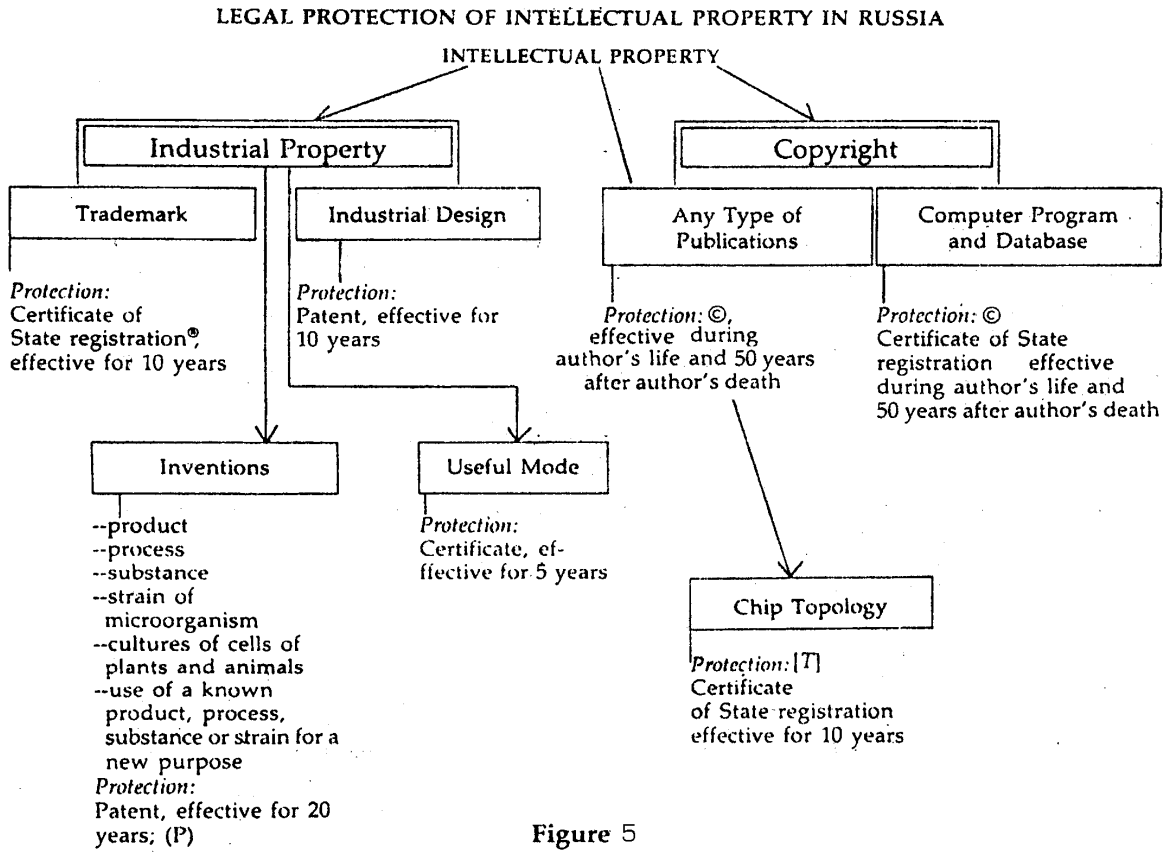 LEGAL PROTECTION OF INTELLECTUAL PROPERTY IN RUSSIA
INTELLECTUAL PROPERTY
Industrial Property
Copyright
Trademark
Industrial Design
Any Type of
Publications
Computer Program
and Database
Protection:
Certificate of
State registration®,
effective for 10 years
Protection:
Patent, effective for
10 years
Protection: ©,
effective during
author's life and 50 years
after author's death
Protection: ©
Certificate of State
registration effective
during author's life and
50 years after author's death
Inventions
--product
--process
--substance
--strain of
microorganism
--cultures of cells of
plants and animals
--use of a known
product, process,
substance or strain for a
new purpose
Protection:
Patent, effective for 20
years; (P)
Useful Mode
Protection:
Certificate, ef-
ffective for 5 years
Chip Topology
Protection: [T]
Certificate
of State registration
effective for 10 years
Figure 5